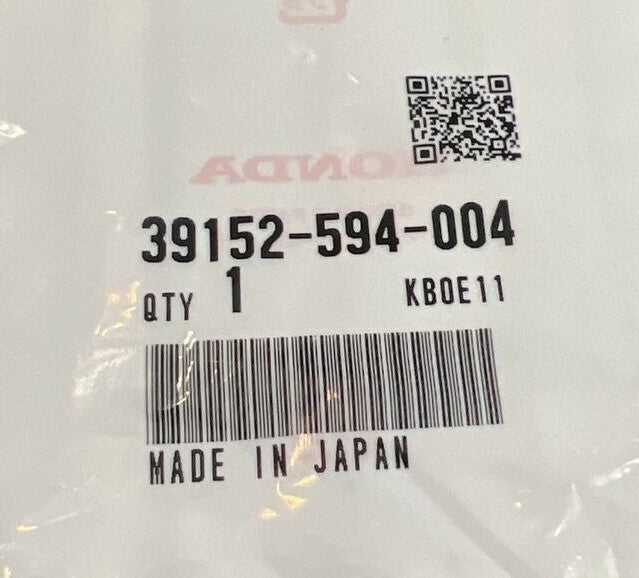 HONDA
39152-594-004
QTY 1 KB0E11
MADE IN JAPAN